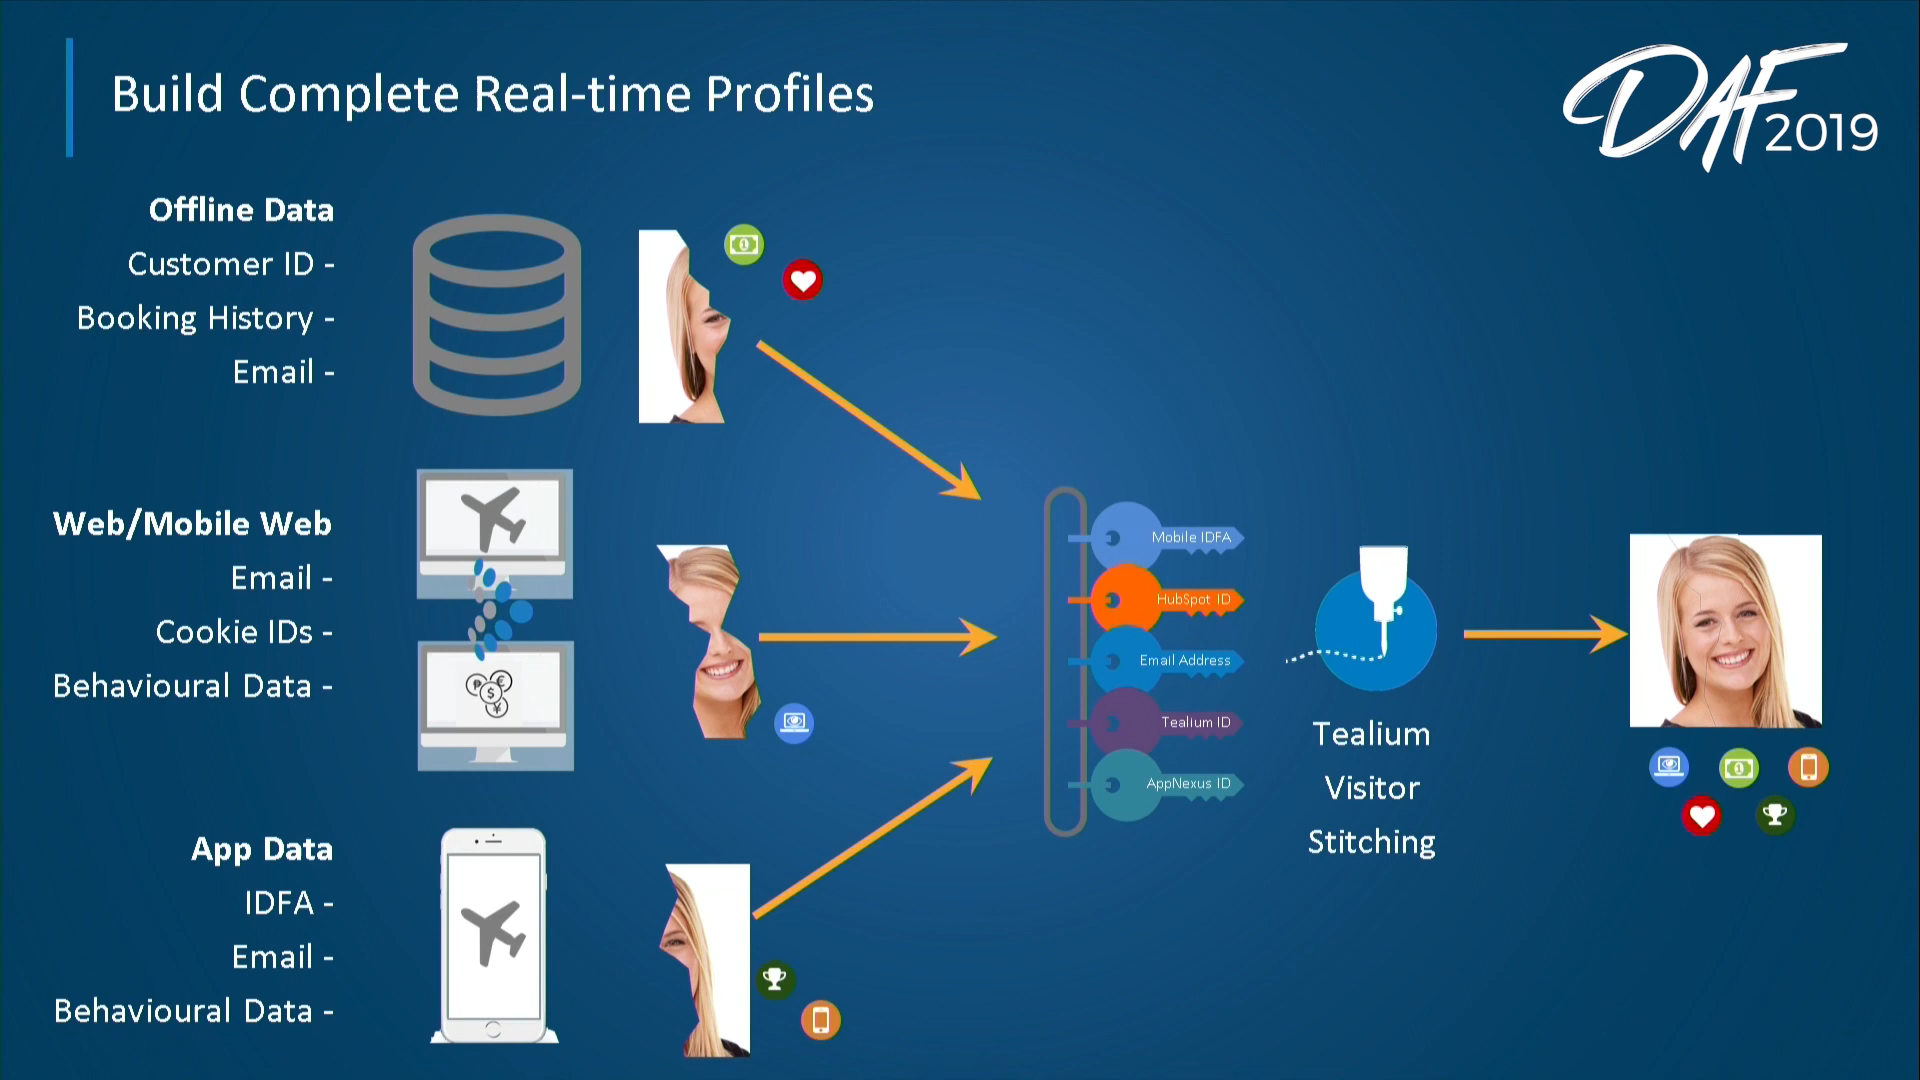 Build Complete Real-time Profiles
DAF 2019
Offline Data
Customer ID -
Booking History -
Email -
Web/Mobile Web
Email -
Cookie IDs -
Behavioural Data -
App Data
IDFA -
Email -
Behavioural Data -
Mobile IDFA
HubSpot ID
Email Address
Tealium ID
AppNexus ID
Tealium
Visitor
Stitching